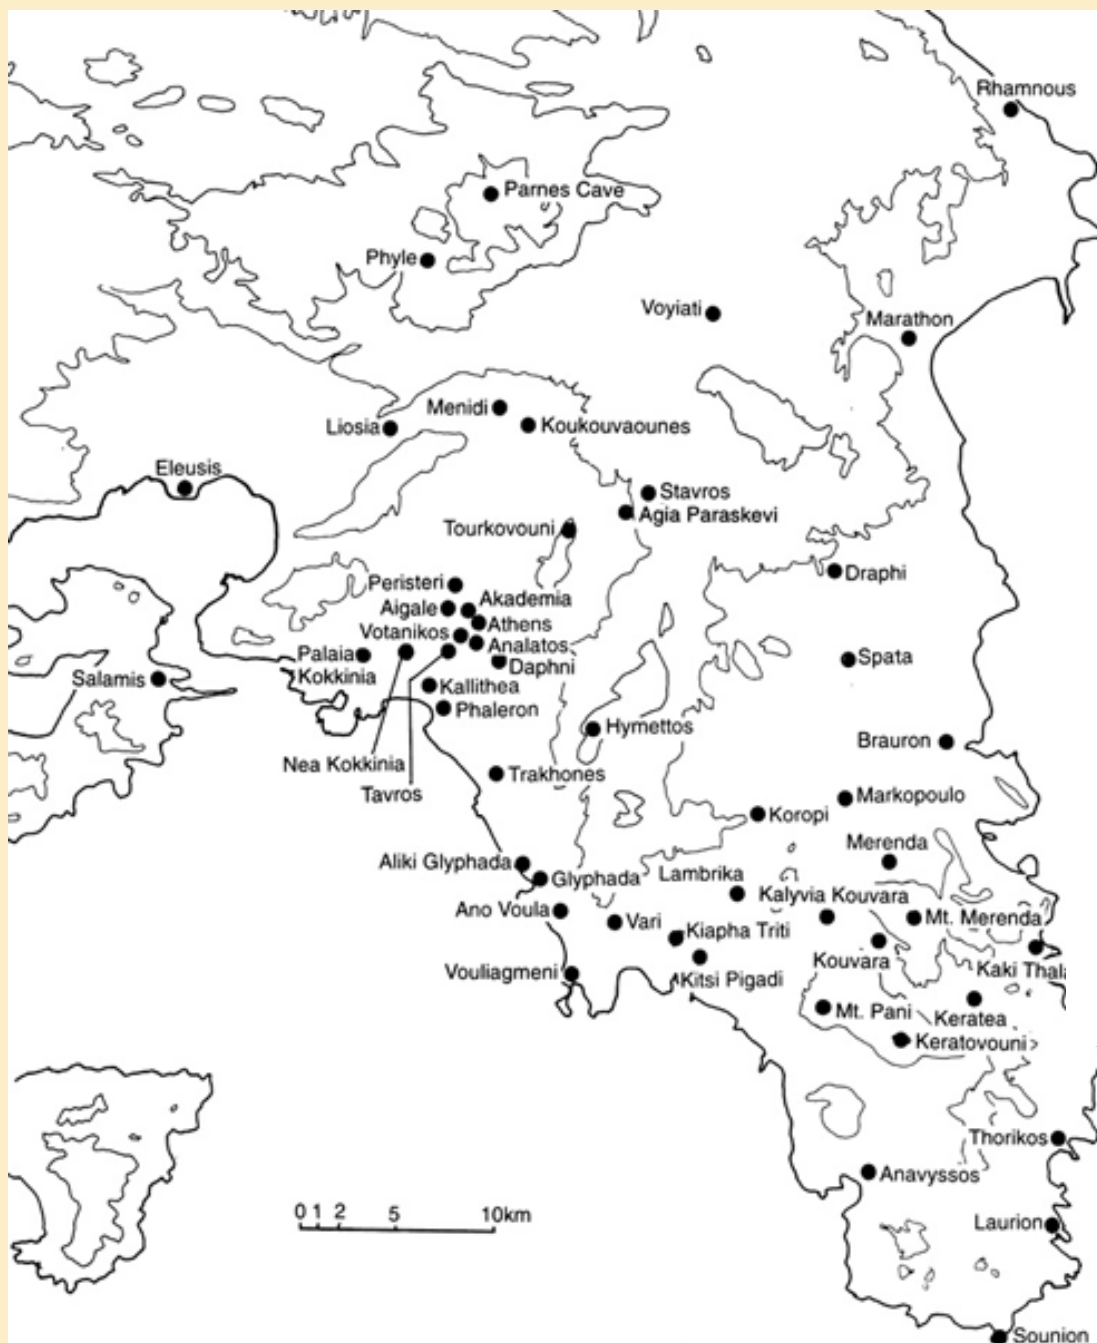 Rhamnous
Parnes Cave
Phyle
Voyiati
Marathon
Menidi
Liosia
Koukouvaounes
Eleusis
Stavros
Agia Paraskevi
Tourkovouni
Draphi
Peristeri
Akademia
Aigale
Athens
Votanikos
Analatos
Palaia
Kokkinia
Daphni
Spata
Salamis
Kallithea
Phaleron
Hymettos
Brauron
Nea Kokkinia
Trakhones
Tavros
Markopoulo
Koropi
Merenda
Aliki Glyphada
Glyphada
Lambrika
Kalyvia Kouvara
Ano Voula
Vari
Mt. Merenda
Kiapha Triti
Kouvara
Kaki Thala
Vouliagmeni
Kitsi Pigadi
Mt. Pani
Keratea
Keratovouni
Thorikos
Anavyssos
0 1 2 5 10km
Laurion
Sounion